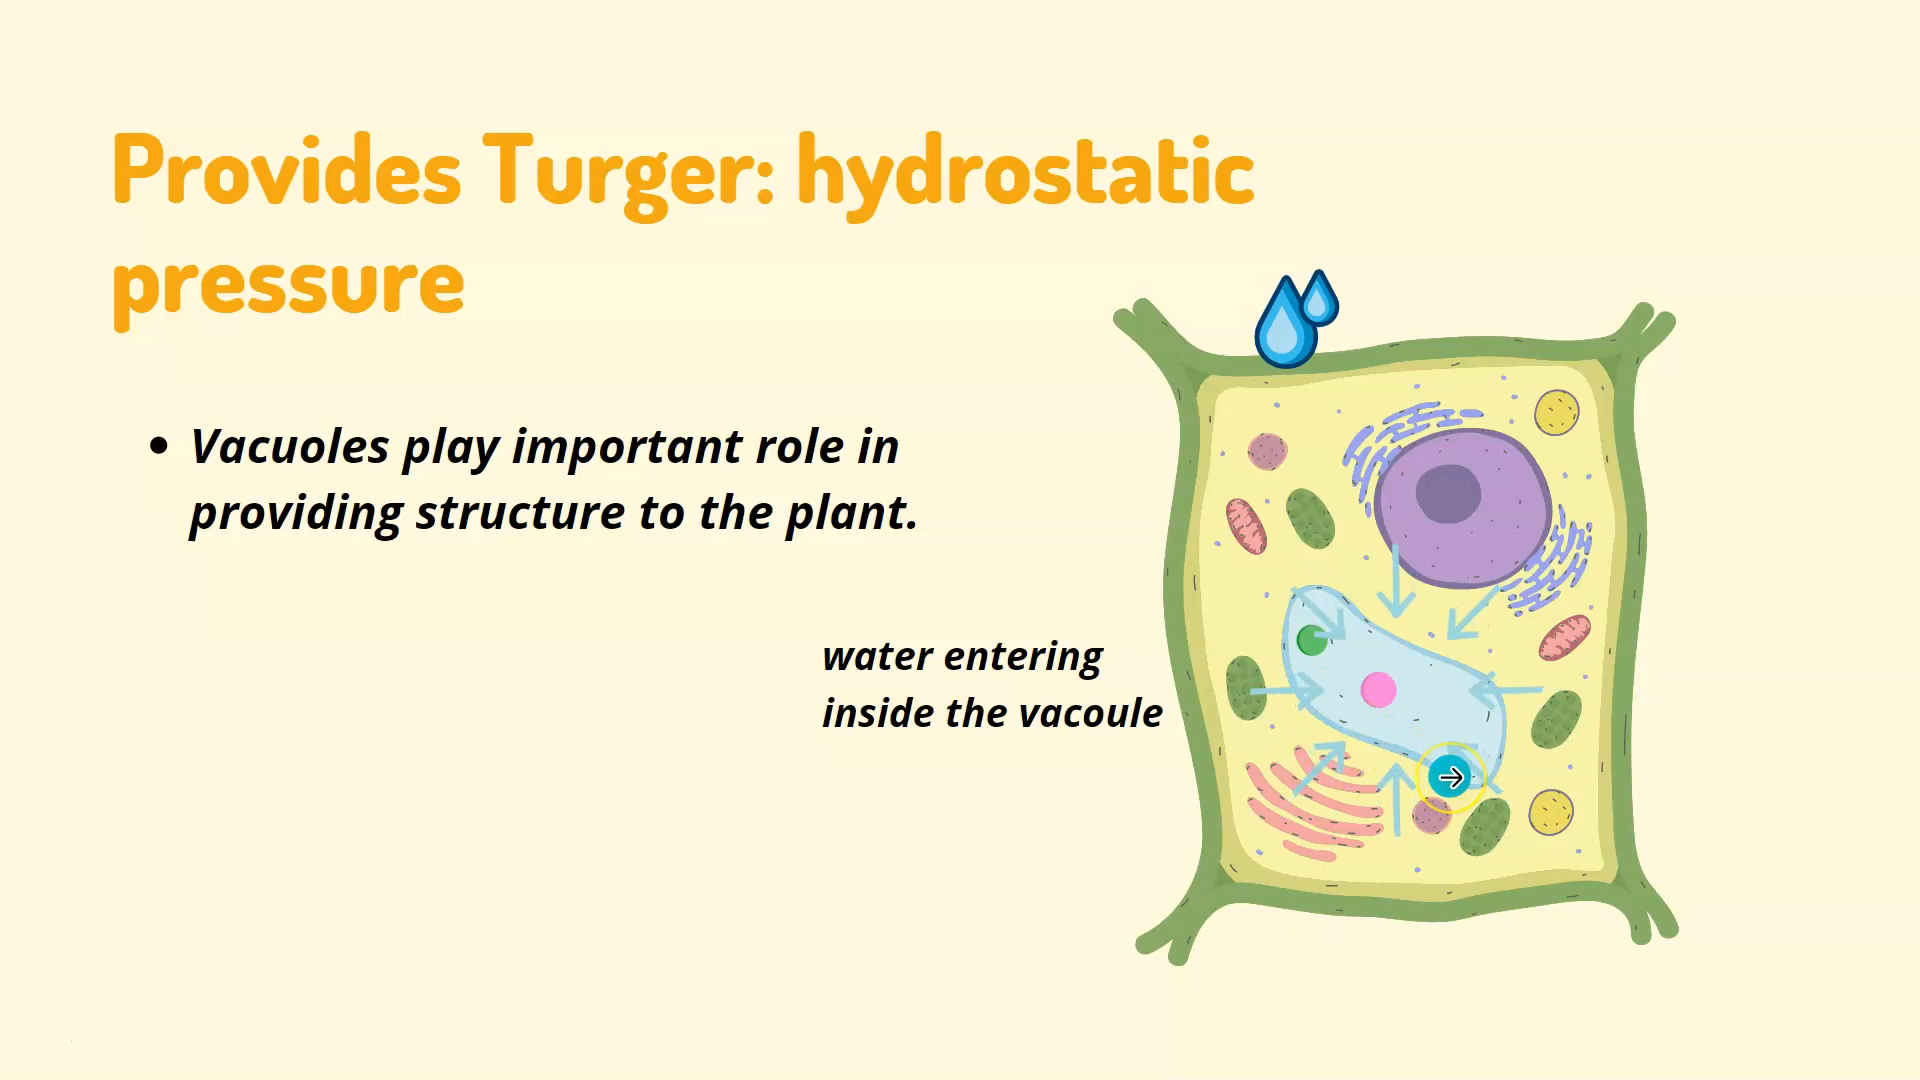 Provides Turger: hydrostatic
pressure
• Vacuoles play important role in
providing structure to the plant.
water entering
inside the vacoule